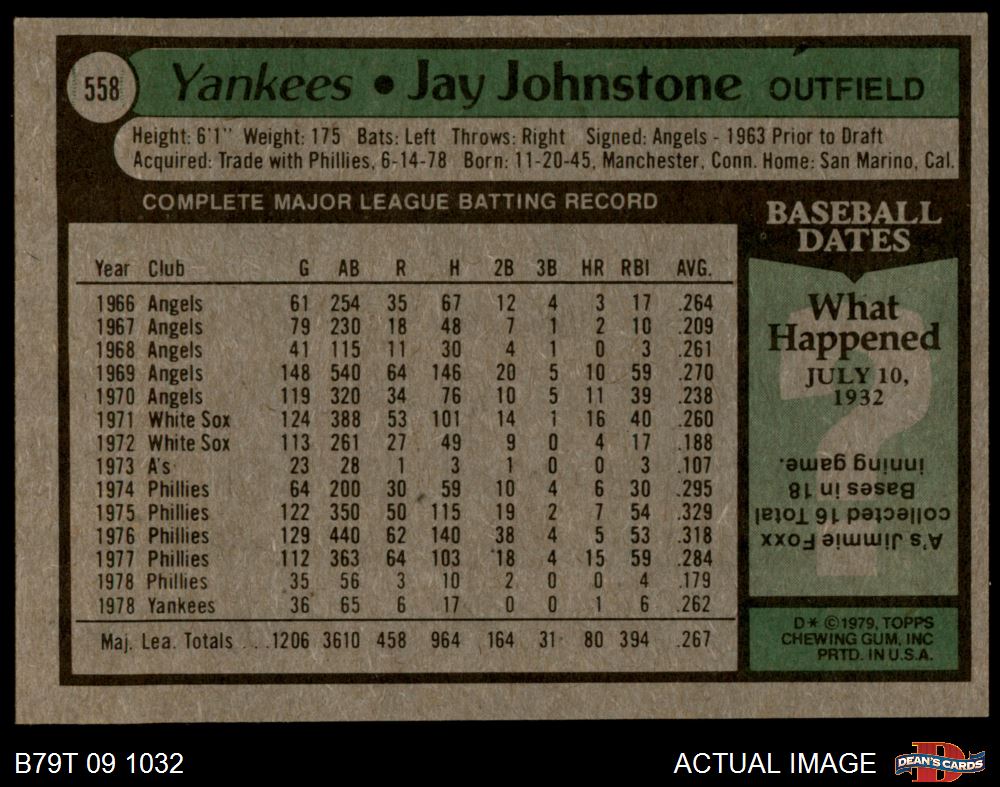 558 Yankees • Jay Johnstone OUTFIELD
Height: 6'1" Weight: 175 Bats: Left Throws: Right Signed: Angels - 1963 Prior to Draft
Acquired: Trade with Phillies, 6-14-78 Born: 11-20-45, Manchester, Conn. Home: San Marino, Cal.
COMPLETE MAJOR LEAGUE BATTING RECORD
Year Club G AB R H 2B 3B HR RBI AVG.
1966 Angels 61 254 35 67 12 4 3 17 .264
1967 Angels 79 230 18 48 7 1 2 10 .209
1968 Angels 41 115 11 30 4 1 0 3 .261
1969 Angels 148 540 64 146 20 5 10 59 .270
1970 Angels 119 320 34 76 10 5 11 39 .238
1971 White Sox 124 388 53 101 14 1 16 40 .260
1972 White Sox 113 261 27 49 9 0 4 17 .188
1973 A's 23 28 1 3 1 0 0 3 .107
1974 Phillies 64 200 30 59 10 4 6 30 .295
1975 Phillies 122 350 50 115 19 2 7 54 .329
1976 Phillies 129 440 62 140 38 4 5 53 .318
1977 Phillies 112 363 64 103 18 4 15 59 .284
1978 Phillies 35 56 3 10 2 0 0 4 .179
1978 Yankees 36 65 6 17 0 0 1 6 .262
Maj. Lea. Totals ...1206 3610 458 964 164 31 80 394 .267
BASEBALL
DATES
What
Happened
JULY 10,
1932
?
A's Jimmie Foxx
collected 16 Total
Bases in 18
inning game.
D* ©1979, TOPPS
CHEWING GUM, INC
PRTD. IN U.S.A.
B79T 09 1032
ACTUAL IMAGE
D
DEAN'S CARDS